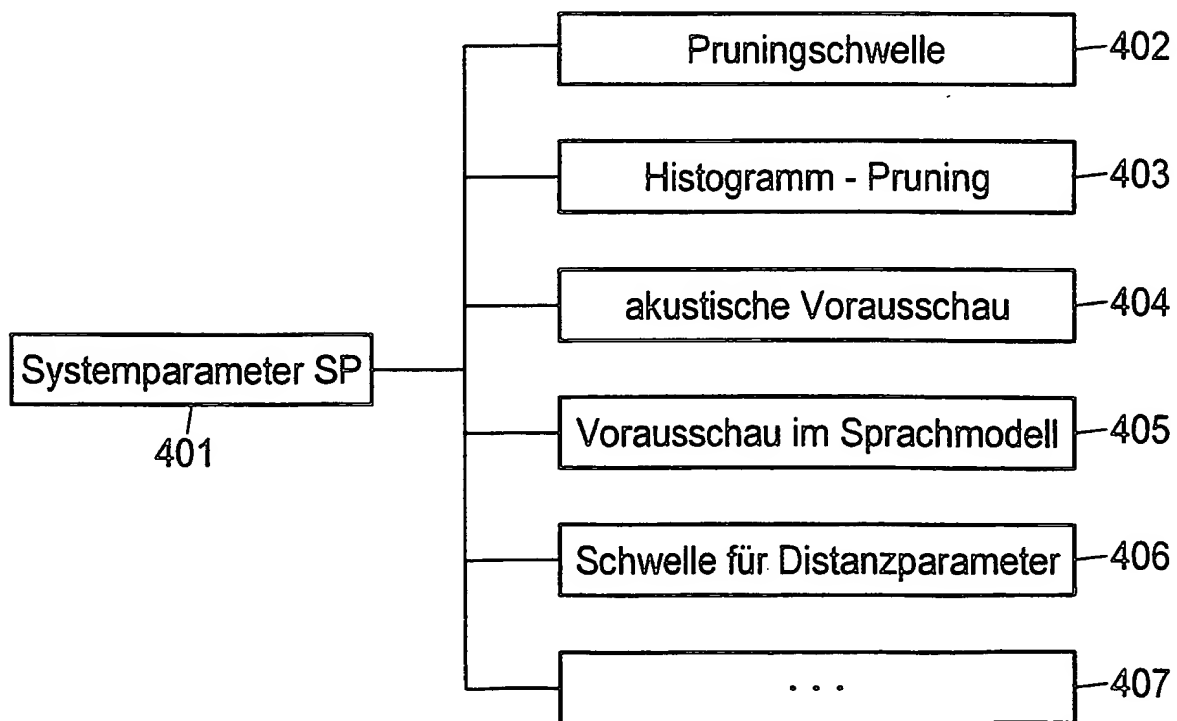 Pruningschwelle
402
Histogramm - Pruning
403
akustische Vorausschau
404
Systemparameter SP
401
Vorausschau im Sprachmodell
405
Schwelle für Distanzparameter
406
. . .
407